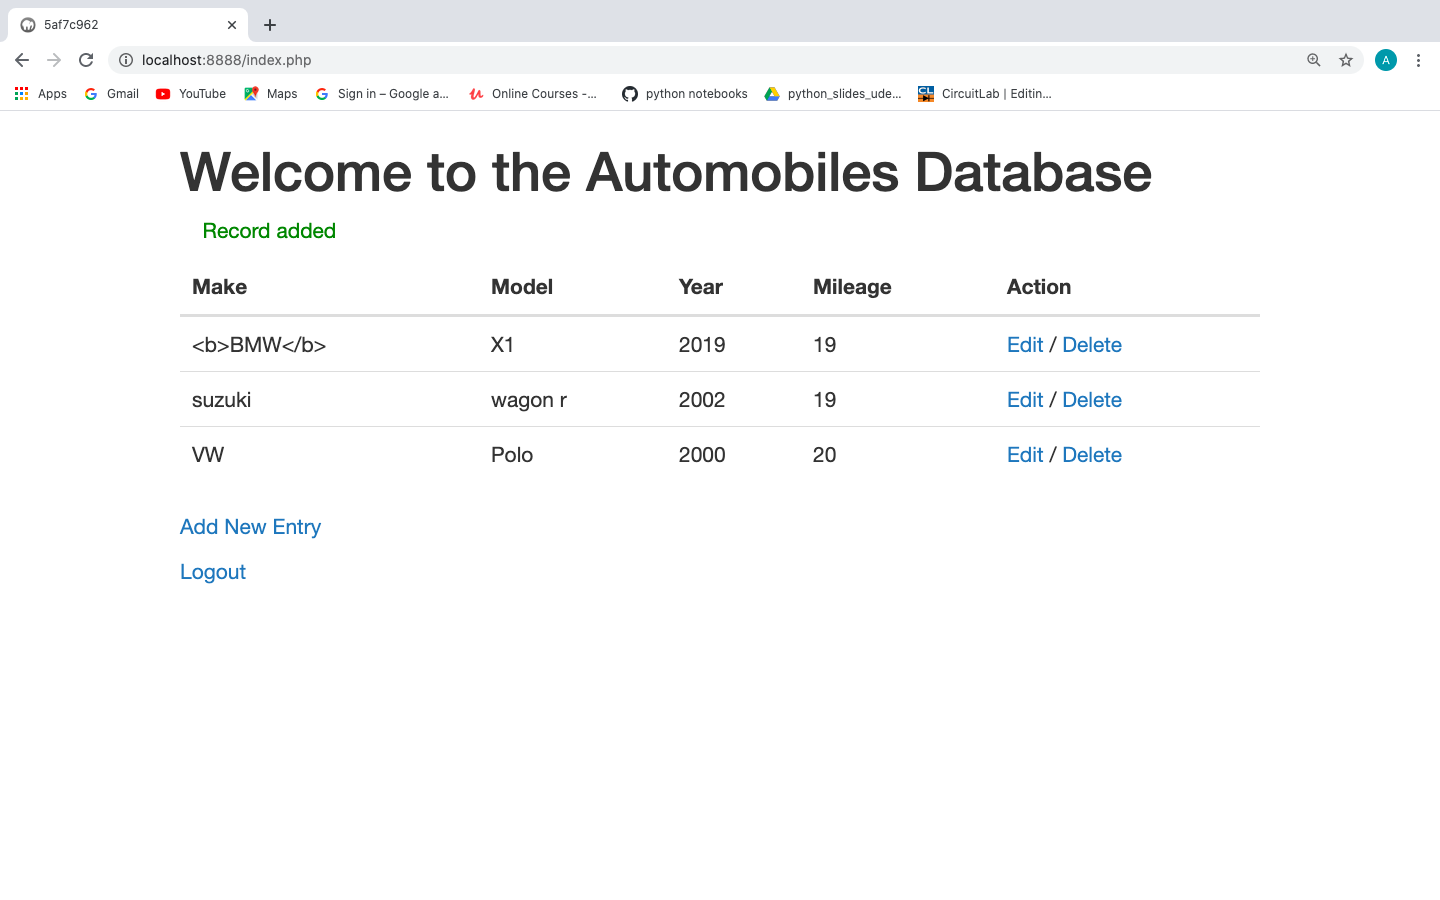 5af7c962
localhost:8888/index.php
A
Apps Gmail YouTube Maps Sign in – Google a... Online Courses -... python notebooks python_slides_ude... CL CircuitLab | Editin...
Welcome to the Automobiles Database
Record added
Make Model Year Mileage Action
<b>BMW</b> X1 2019 19 Edit / Delete
suzuki wagon r 2002 19 Edit / Delete
VW Polo 2000 20 Edit / Delete
Add New Entry
Logout